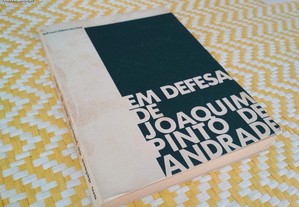 EM DEFESA
DE
JOAQUIM
PINTO DE
ANDRADE